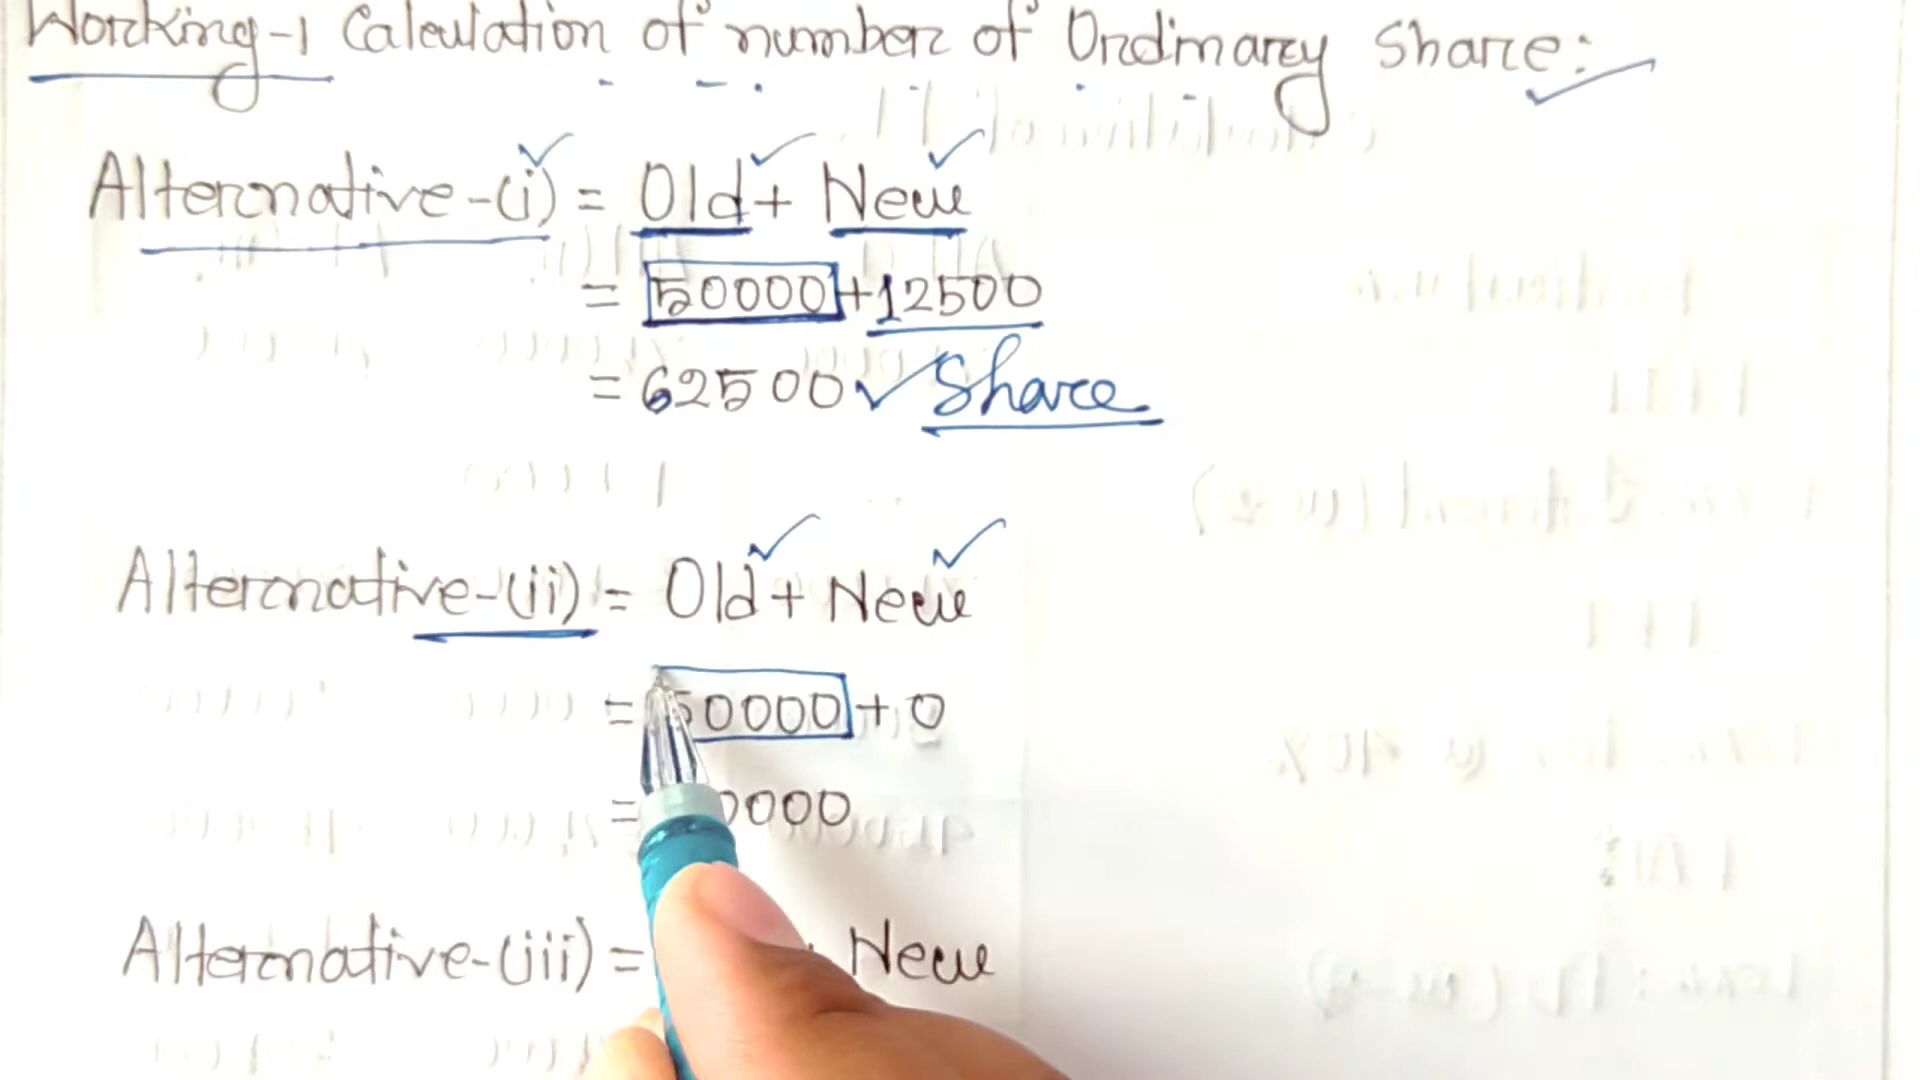 Working-1 Calculation of number of Ordinary Share:
Alternative-(i) = Old + New
= 50000 + 12500
= 62500 Share
Alternative-(ii) = Old + New
= 50000 + 0
= 0000
Alternative-(iii) = New